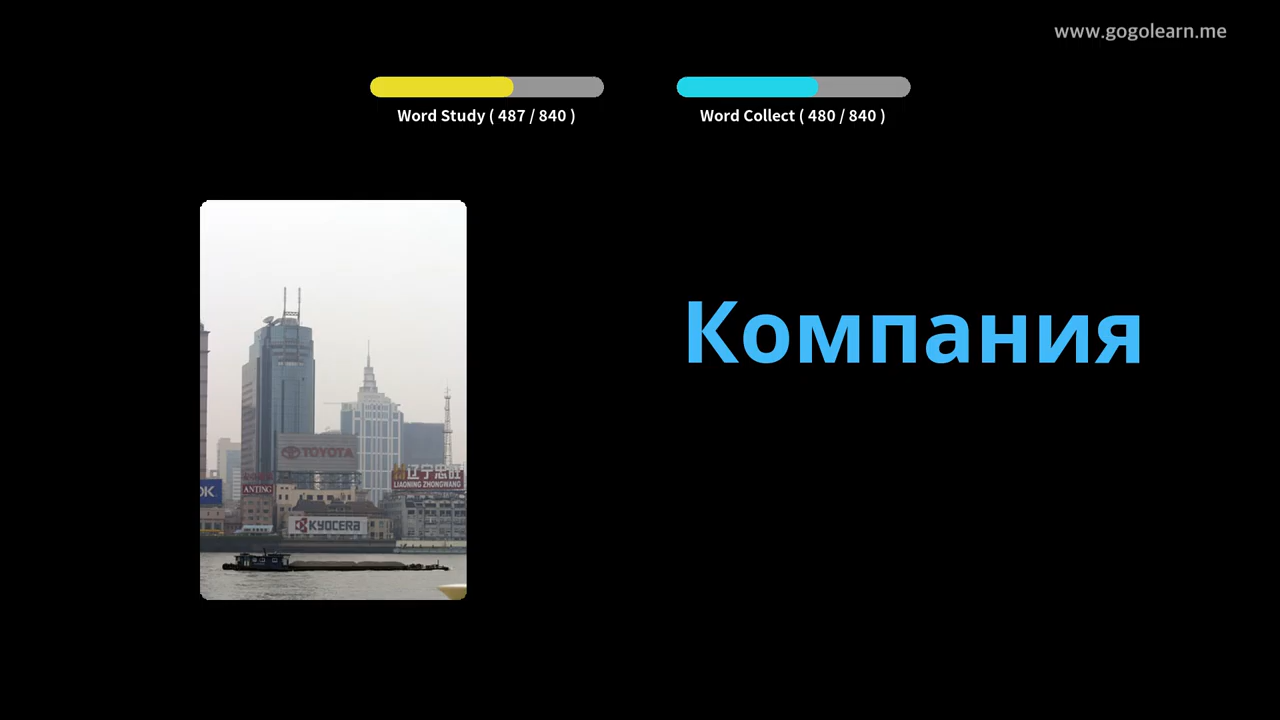 www.gogolearn.me
Word Study ( 487 / 840 )
Word Collect ( 480 / 840 )
Компания
TOYOTA
辽宁忠旺
LIAONING ZHONGWANG
ANTING
KYOCERA